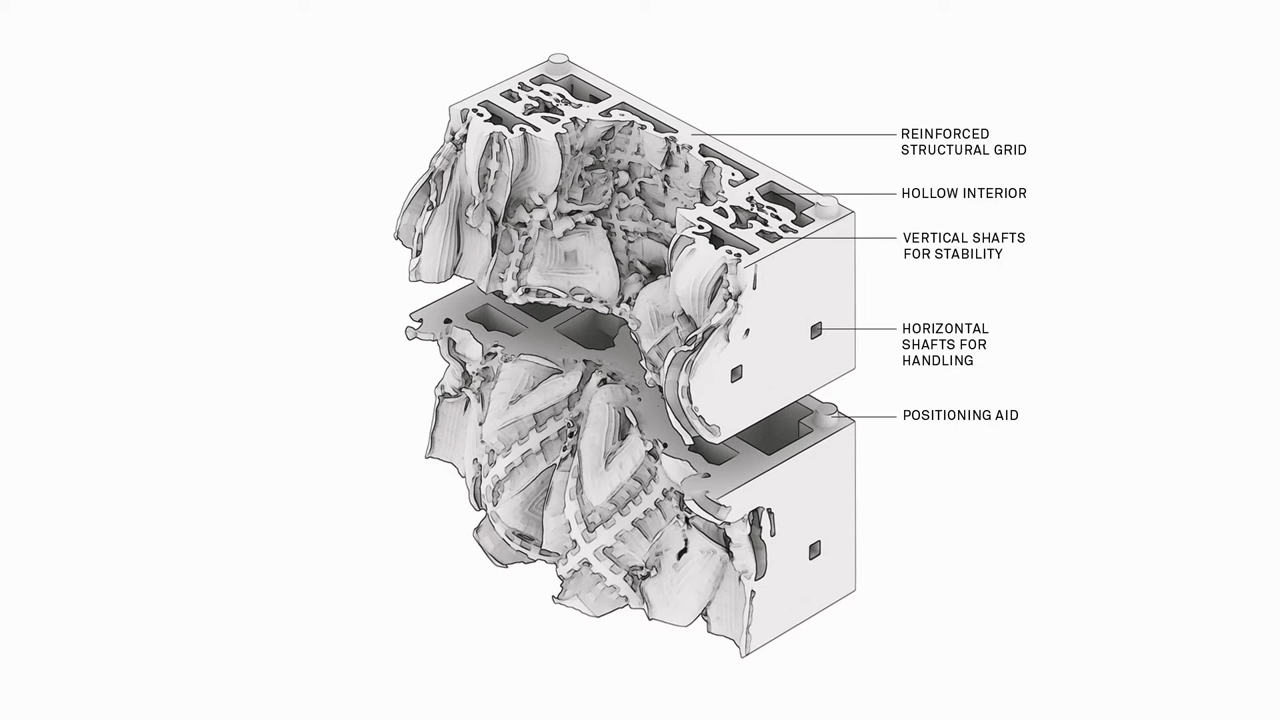 REINFORCED
STRUCTURAL GRID
HOLLOW INTERIOR
VERTICAL SHAFTS
FOR STABILITY
HORIZONTAL
SHAFTS FOR
HANDLING
POSITIONING AID